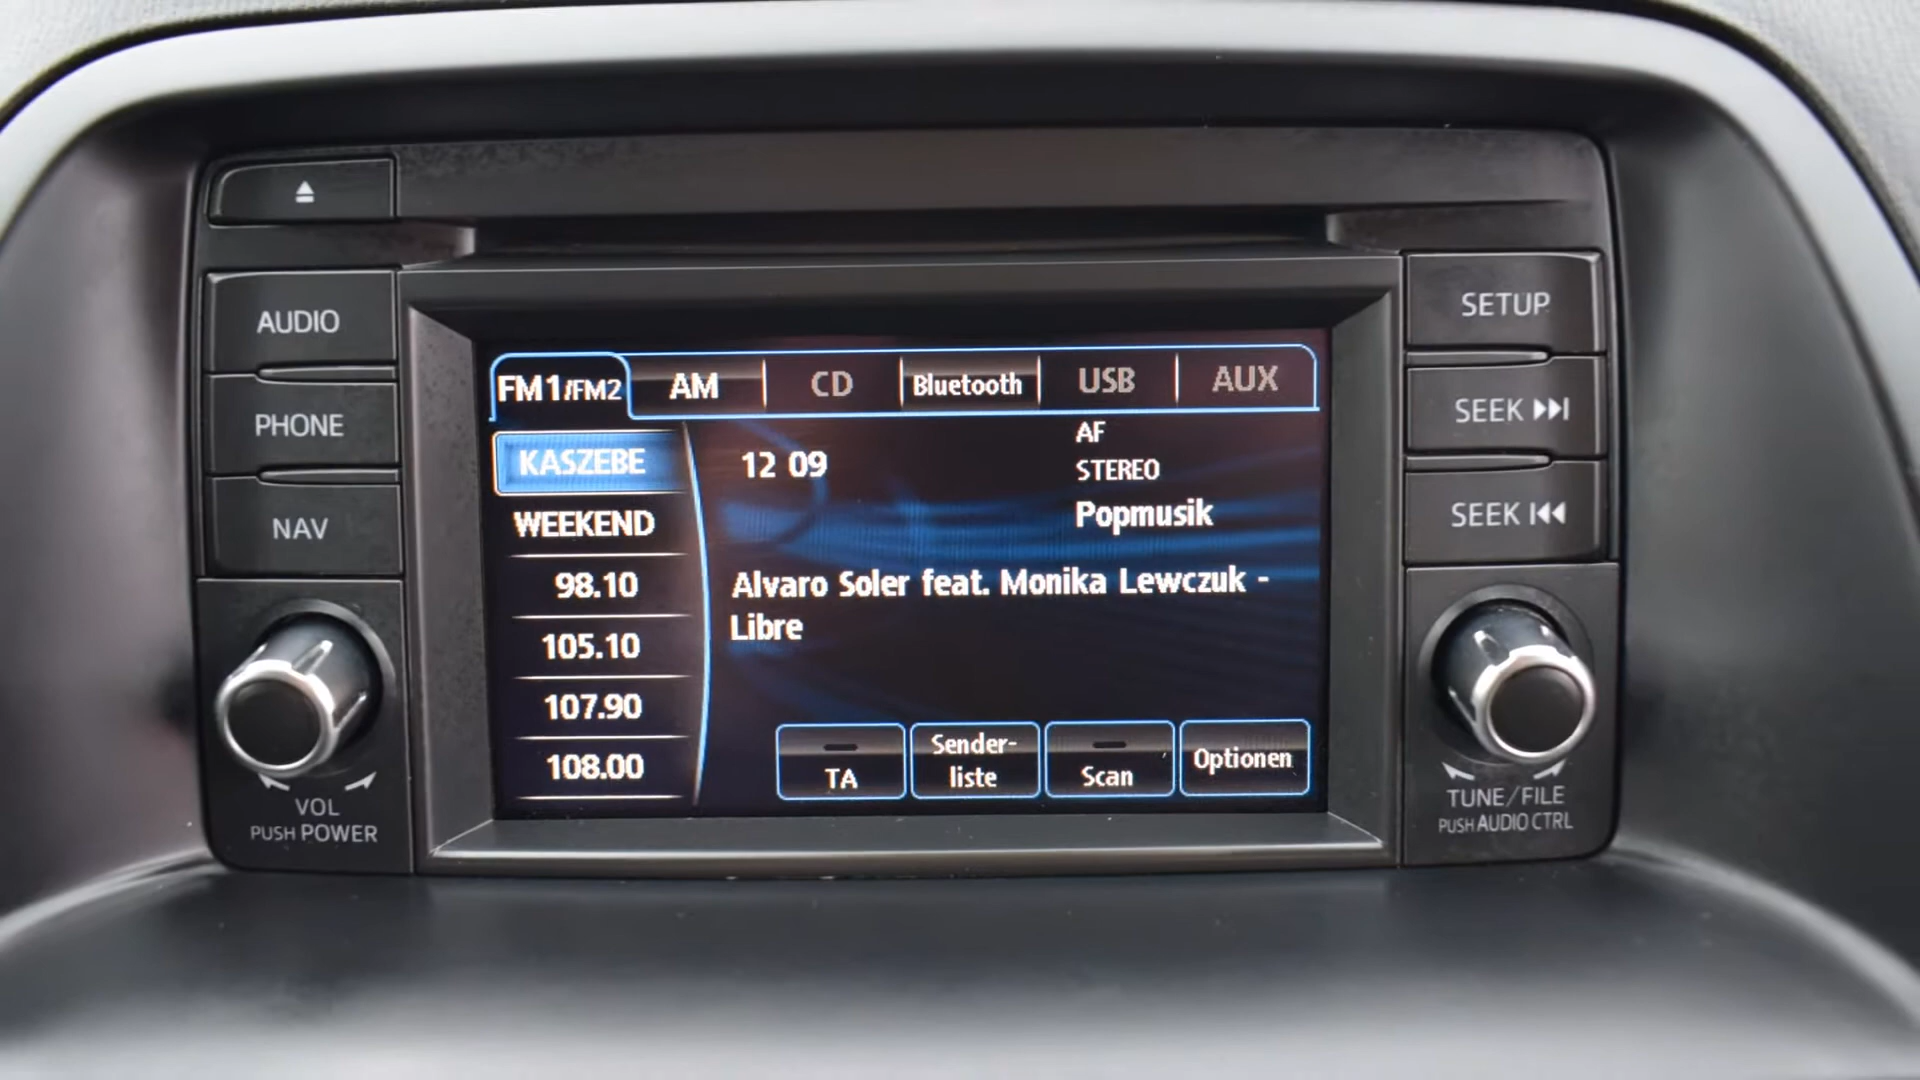 AUDIO
PHONE
NAV
VOL
PUSH POWER
FM1/FM2 AM CD Bluetooth USB AUX
KASZEBE
WEEKEND
98.10
105.10
107.90
108.00
12 09
AF
STEREO
Popmusik
Alvaro Soler feat. Monika Lewczuk -
Libre
TA
Sender-
liste
Scan
Optionen
SETUP
SEEK
SEEK
TUNE/FILE
PUSH AUDIO CTRL